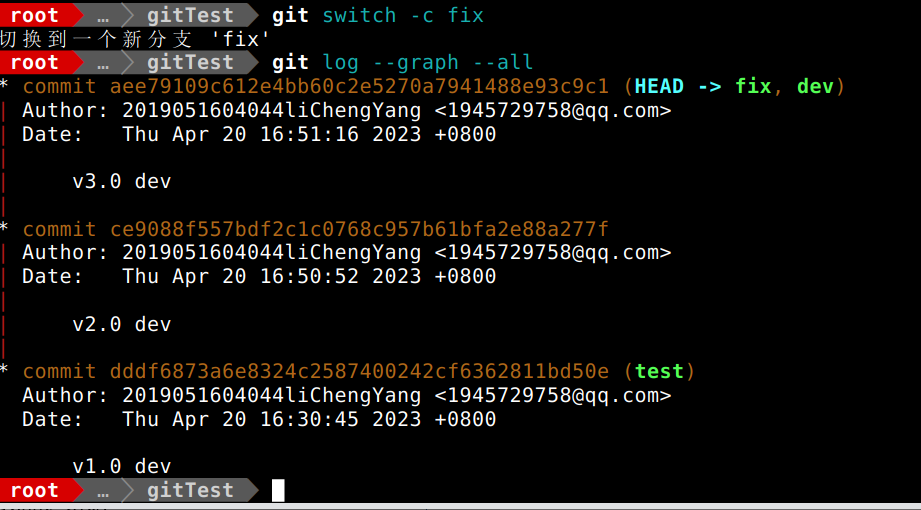 root … gitTest git switch -c fix
切换到一个新分支 'fix'
root … gitTest git log --graph --all
* commit aee79109c612e4bb60c2e5270a7941488e93c9c1 (HEAD -> fix, dev)
| Author: 2019051604044liChengYang <1945729758@qq.com>
| Date:   Thu Apr 20 16:51:16 2023 +0800
|
|     v3.0 dev
|
* commit ce9088f557bdf2c1c0768c957b61bfa2e88a277f
| Author: 2019051604044liChengYang <1945729758@qq.com>
| Date:   Thu Apr 20 16:50:52 2023 +0800
|
|     v2.0 dev
|
* commit dddf6873a6e8324c2587400242cf6362811bd50e (test)
  Author: 2019051604044liChengYang <1945729758@qq.com>
  Date:   Thu Apr 20 16:30:45 2023 +0800

      v1.0 dev
root … gitTest